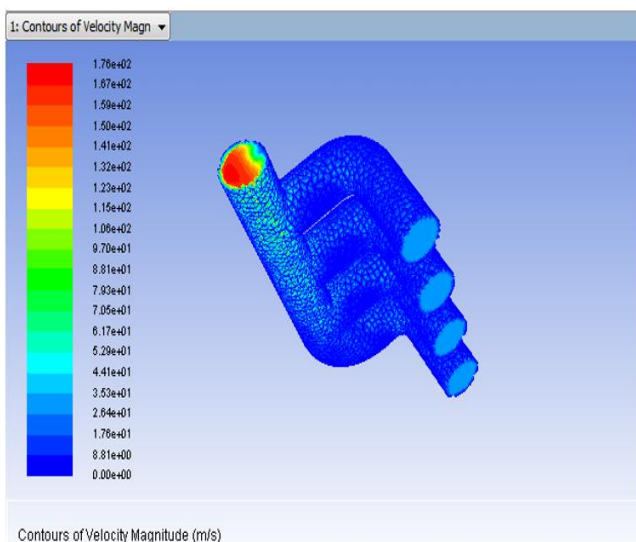 1: Contours of Velocity Magn
1.76e+02
1.67e+02
1.59e+02
1.50e+02
1.41e+02
1.32e+02
1.23e+02
1.15e+02
1.06e+02
9.70e+01
8.81e+01
7.93e+01
7.05e+01
6.17e+01
5.29e+01
4.41e+01
3.53e+01
2.64e+01
1.76e+01
8.81e+00
0.00e+00
Contours of Velocity Magnitude (m/s)